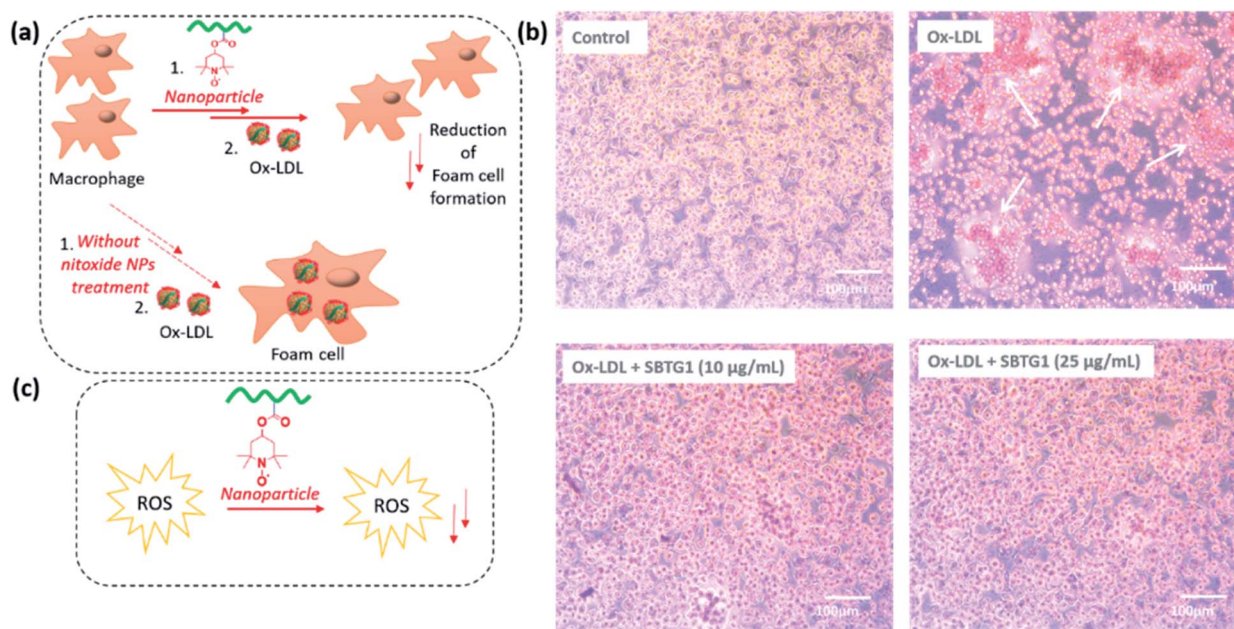 (a)
1.
O
O
N
O·
Nanoparticle
2.
Ox-LDL
Macrophage
Reduction
of
Foam cell
formation
1. Without
nitoxide NPs
treatment
2.
Ox-LDL
Foam cell
(b)
Control
100µm
Ox-LDL
100µm
Ox-LDL + SBTG1 (10 µg/mL)
100µm
Ox-LDL + SBTG1 (25 µg/mL)
100µm
(c)
O
O
N
O·
ROS
Nanoparticle
ROS